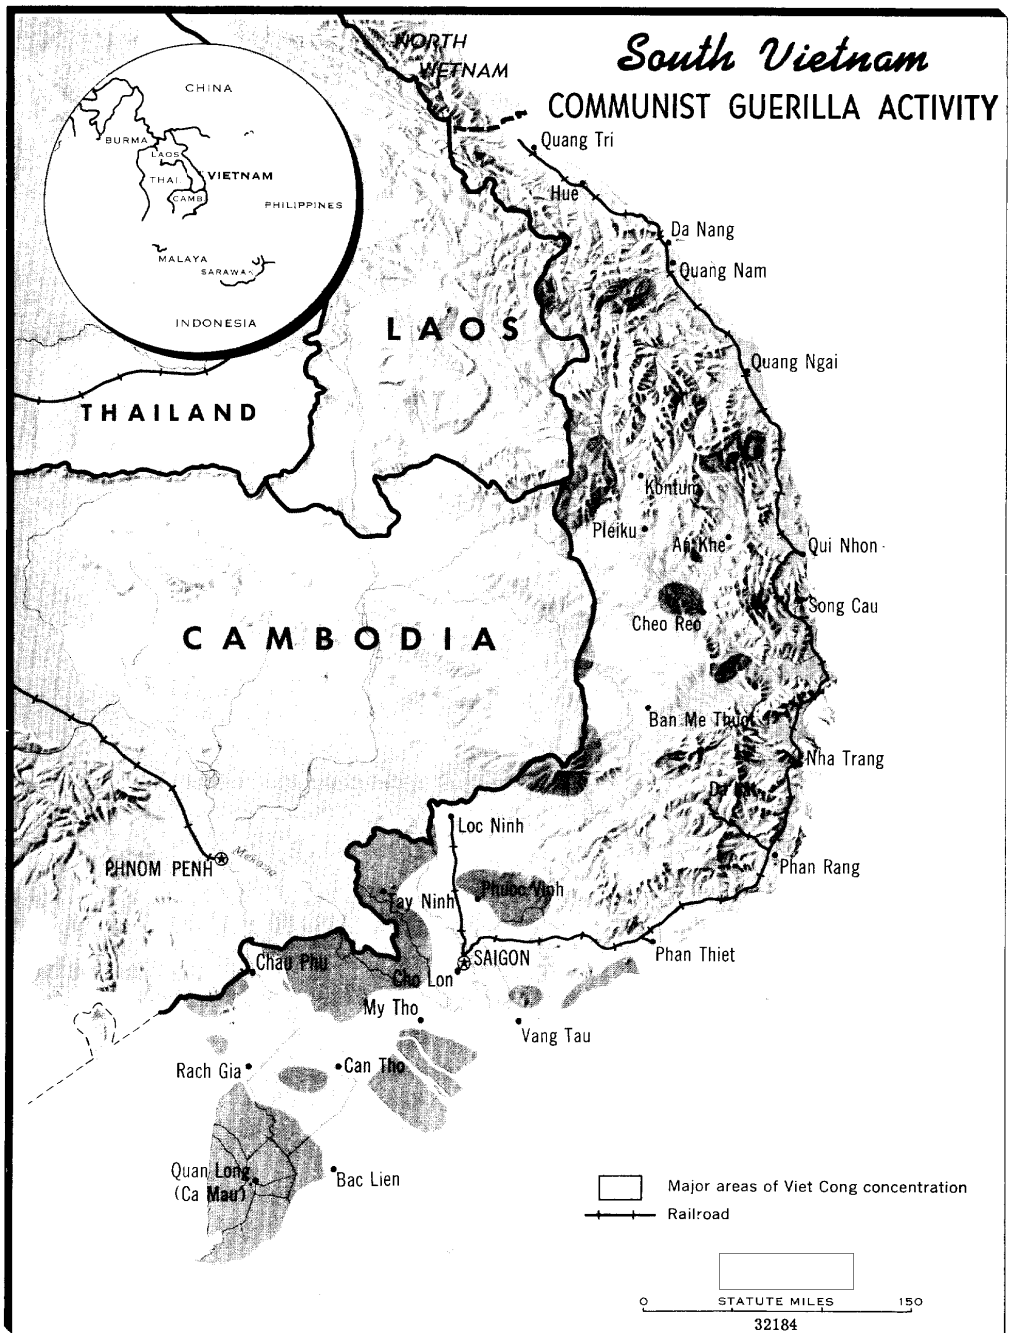 South Vietnam
COMMUNIST GUERILLA ACTIVITY
NORTH
VIETNAM
CHINA
BURMA
LAOS
THAI.
VIETNAM
CAMB.
PHILIPPINES
MALAYA
SARAWAK
INDONESIA
Quang Tri
Hue
Da Nang
Quang Nam
LAOS
Quang Ngai
THAILAND
Kontum
Pleiku
An Khe
Qui Nhon
Song Cau
Cheo Reo
CAMBODIA
Ban Me Thuot
Nha Trang
Loc Ninh
PHNOM PENH
Phan Rang
Tay Ninh
Phuoc Vinh
Chau Phu
Cho Lon
SAIGON
Phan Thiet
My Tho
Vang Tau
Rach Gia
Can Tho
Quan Long
(Ca Mau)
Bac Lien
Major areas of Viet Cong concentration
Railroad
0 STATUTE MILES 150
32184